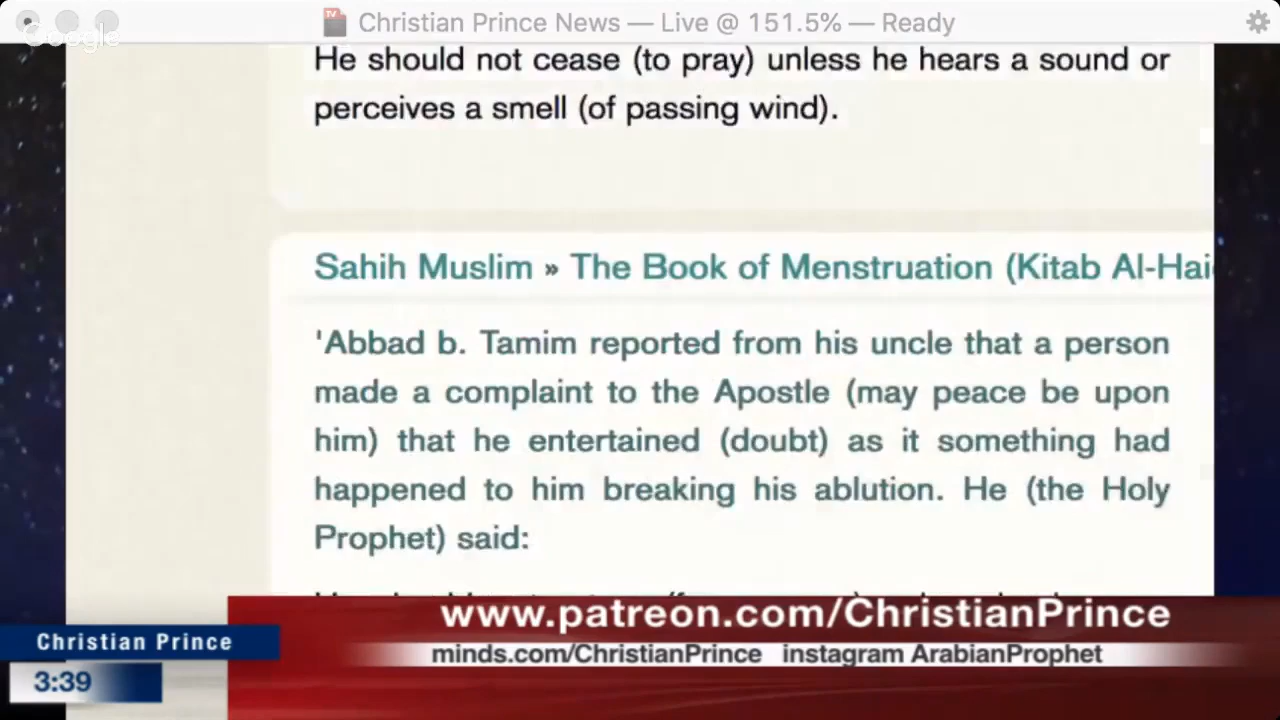 Christian Prince News — Live @ 151.5% — Ready
Google
He should not cease (to pray) unless he hears a sound or
perceives a smell (of passing wind).
Sahih Muslim » The Book of Menstruation (Kitab Al-Hai
'Abbad b. Tamim reported from his uncle that a person
made a complaint to the Apostle (may peace be upon
him) that he entertained (doubt) as it something had
happened to him breaking his ablution. He (the Holy
Prophet) said:
www.patreon.com/ChristianPrince
Christian Prince
minds.com/ChristianPrince instagram ArabianProphet
3:39